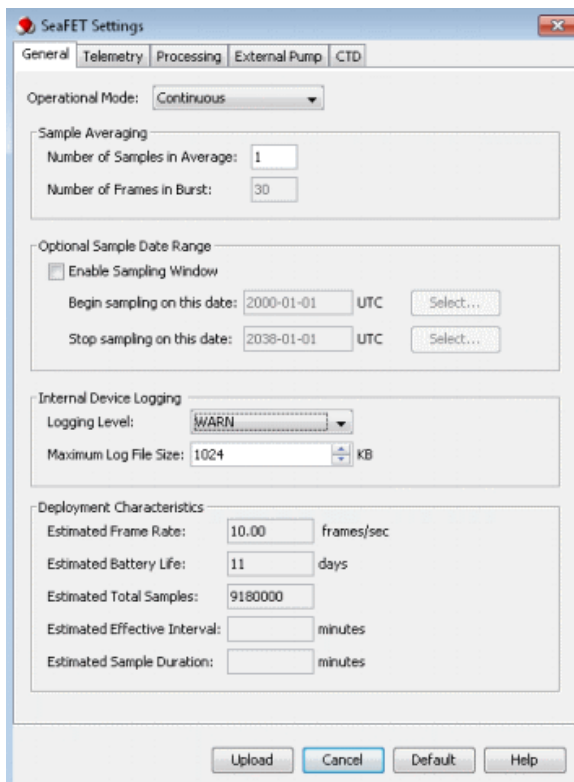 SeaFET Settings
General Telemetry Processing External Pump CTD
Operational Mode: Continuous
Sample Averaging
Number of Samples in Average: 1
Number of Frames in Burst: 30
Optional Sample Date Range
Enable Sampling Window
Begin sampling on this date: 2000-01-01 UTC Select...
Stop sampling on this date: 2038-01-01 UTC Select...
Internal Device Logging
Logging Level: WARN
Maximum Log File Size: 1024 KB
Deployment Characteristics
Estimated Frame Rate: 10.00 frames/sec
Estimated Battery Life: 11 days
Estimated Total Samples: 9180000
Estimated Effective Interval: minutes
Estimated Sample Duration: minutes
Upload Cancel Default Help